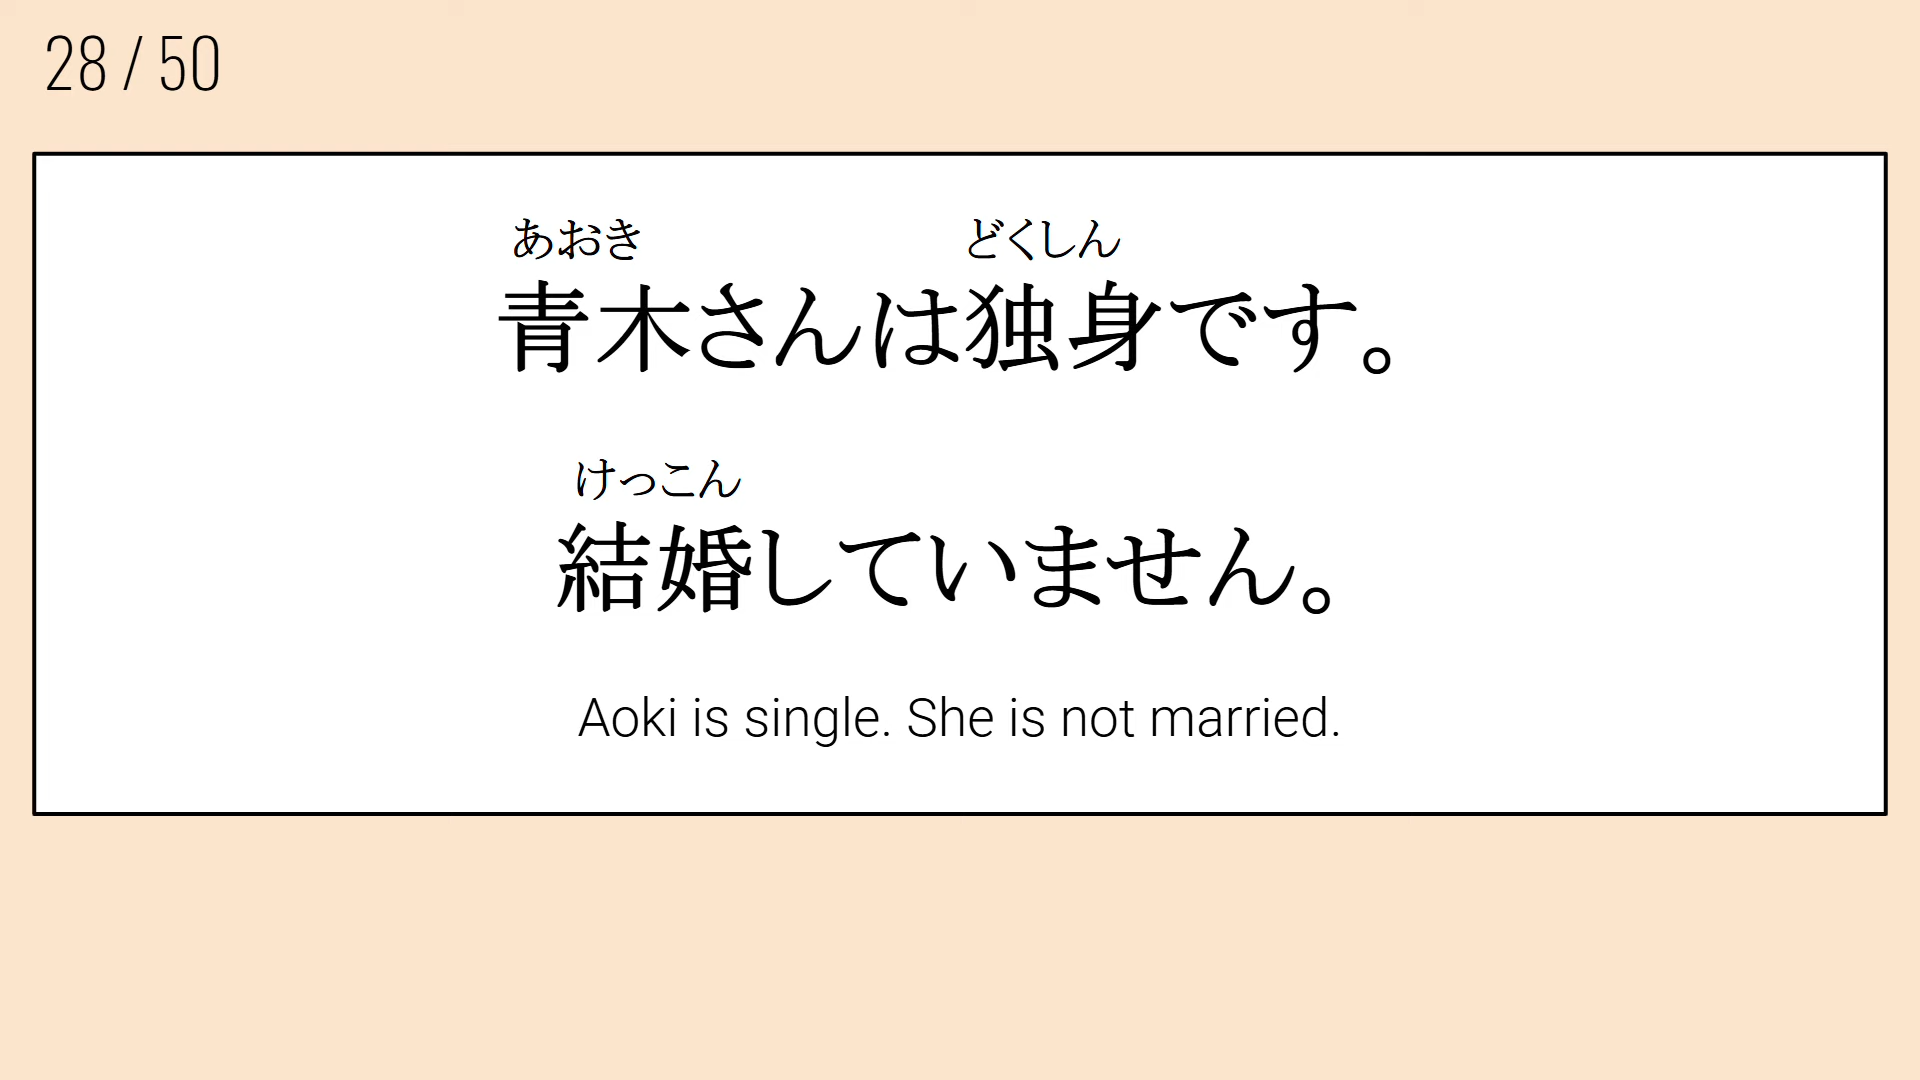 28 / 50
あおき どくしん
青木さんは独身です。
けっこん
結婚していません。
Aoki is single. She is not married.